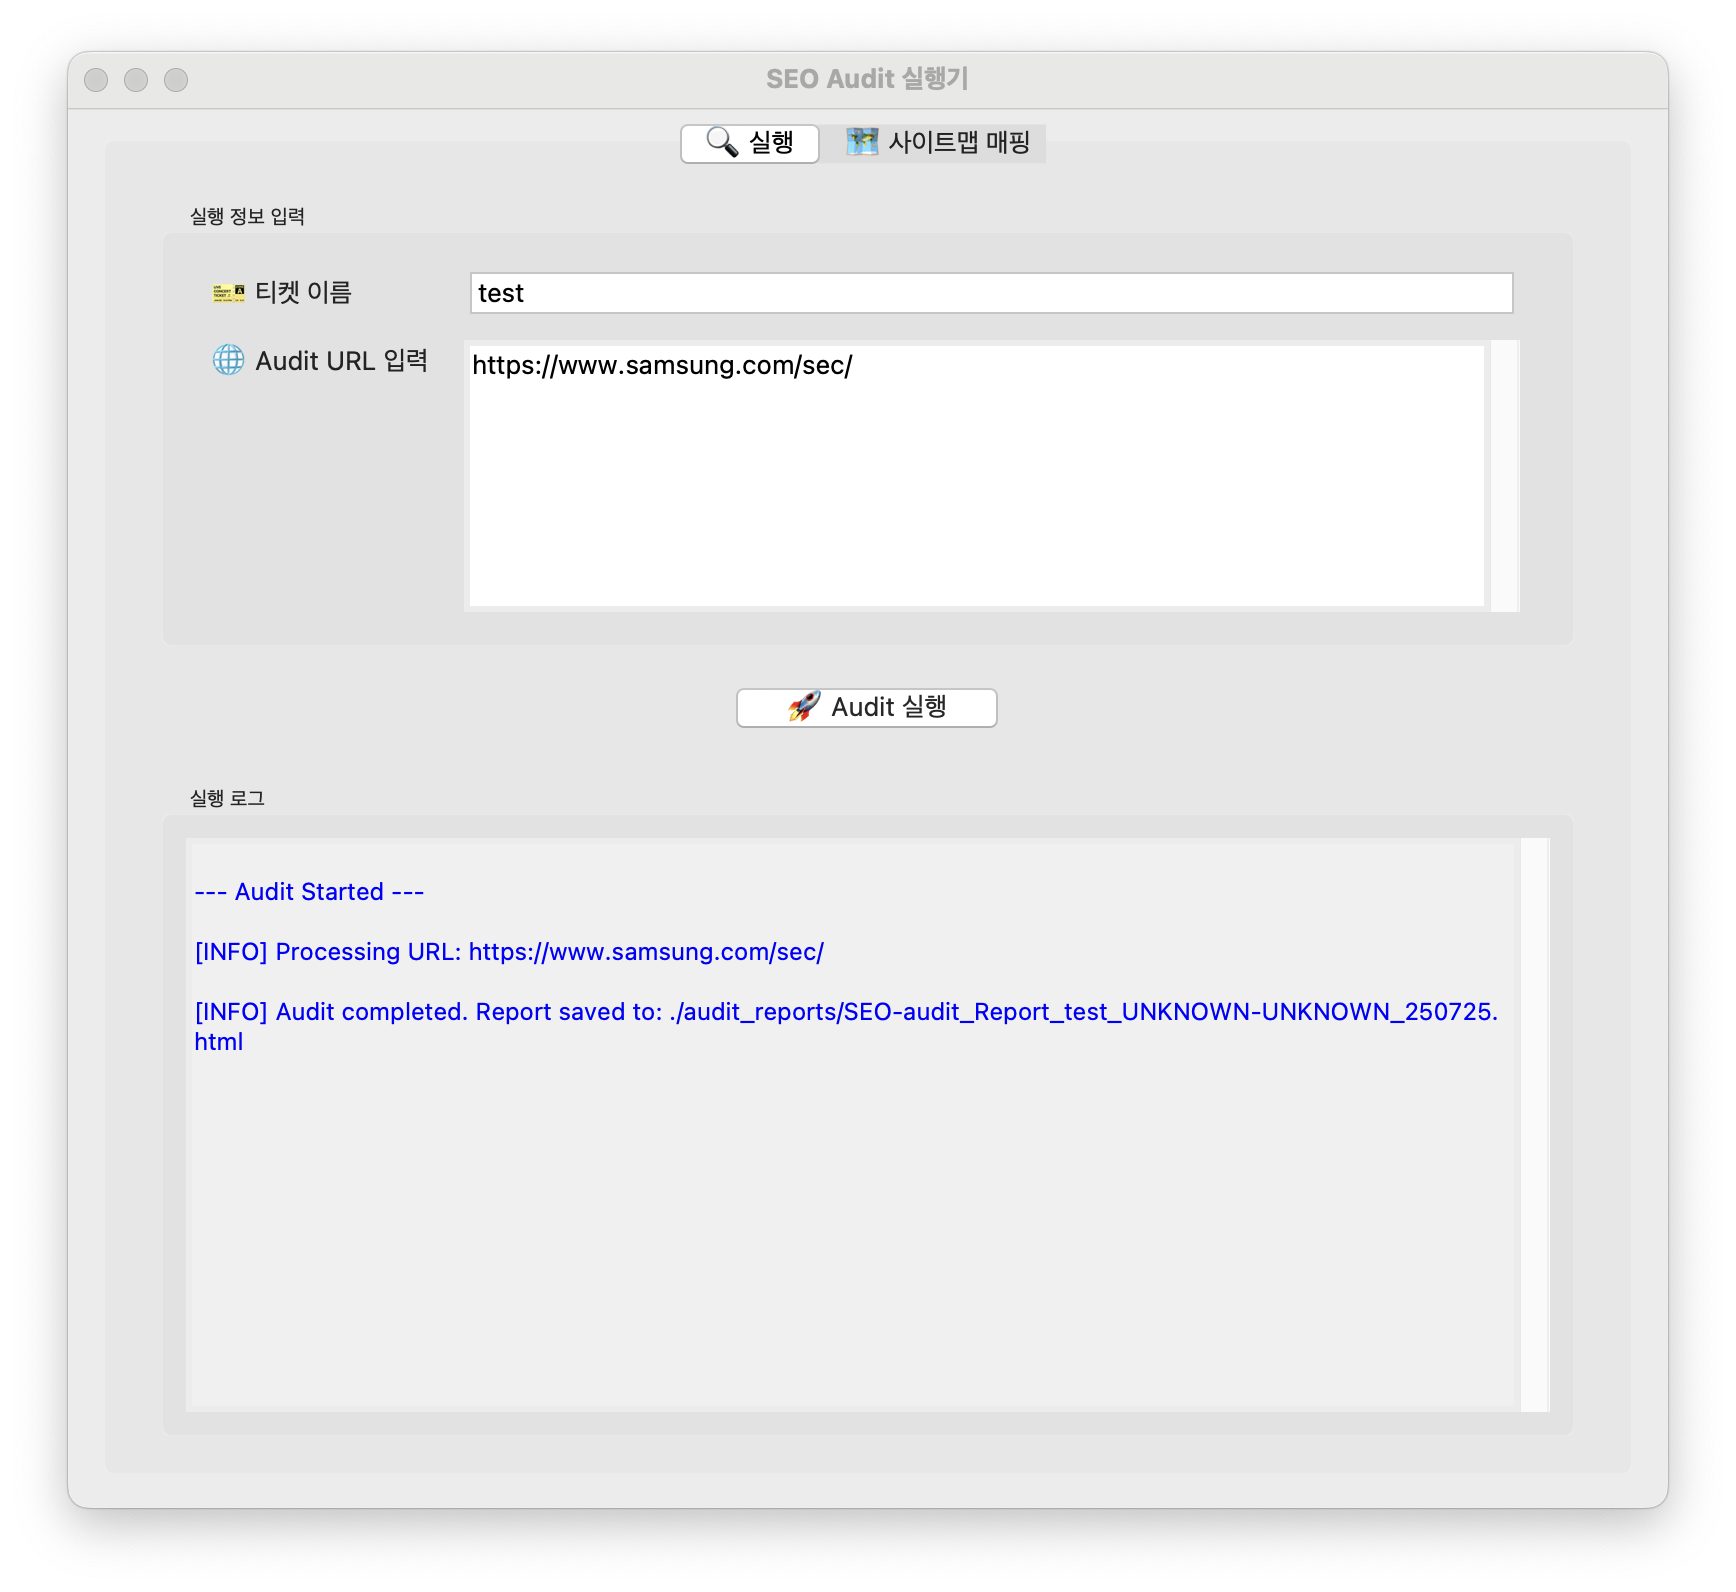 SEO Audit 실행기
🔍 실행
🗺️ 사이트맵 매핑
실행 정보 입력
🎫 티켓 이름
test
🌐 Audit URL 입력
https://www.samsung.com/sec/
🚀 Audit 실행
실행 로그
--- Audit Started ---
[INFO] Processing URL: https://www.samsung.com/sec/
[INFO] Audit completed. Report saved to: ./audit_reports/SEO-audit_Report_test_UNKNOWN-UNKNOWN_250725.
html